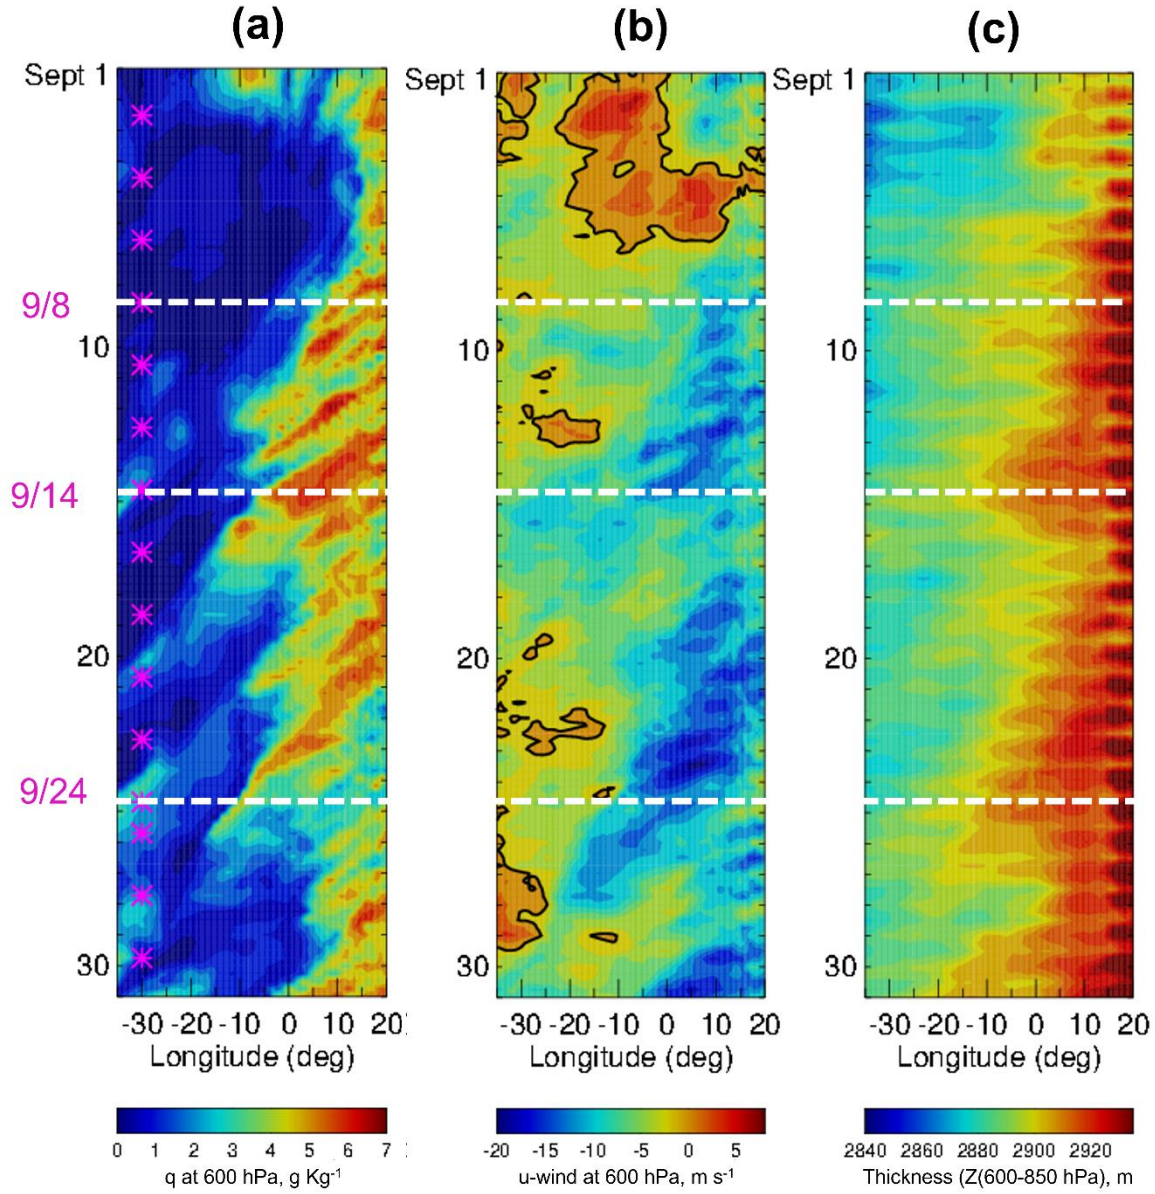 (a) (b) (c)
Sept 1 Sept 1 Sept 1
9/8
10 10 10
9/14
20 20 20
9/24
30 30 30
-30 -20 -10 0 10 20 -30 -20 -10 0 10 20 -30 -20 -10 0 10 20
Longitude (deg) Longitude (deg) Longitude (deg)
0 1 2 3 4 5 6 7 -20 -15 -10 -5 0 5 2840 2860 2880 2900 2920
q at 600 hPa, g Kg-1 u-wind at 600 hPa, m s-1 Thickness (Z(600-850 hPa), m